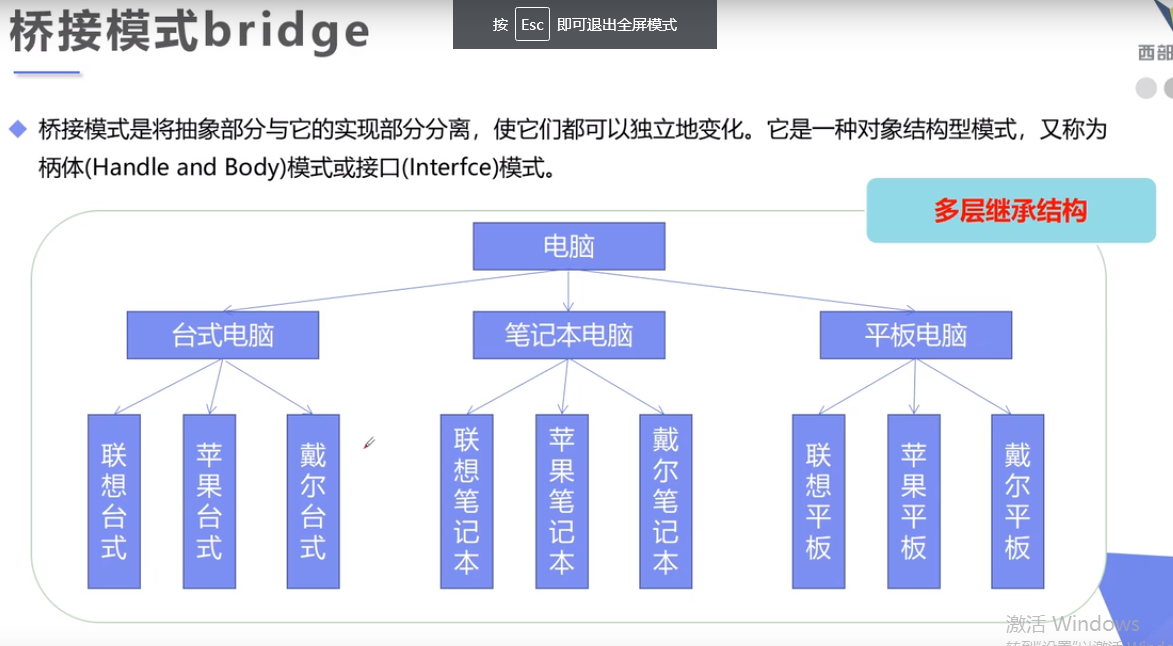 桥接模式bridge
按 Esc 即可退出全屏模式
西部
桥接模式是将抽象部分与它的实现部分分离，使它们都可以独立地变化。它是一种对象结构型模式，又称为
柄体(Handle and Body)模式或接口(Interfce)模式。
多层继承结构
电脑
台式电脑
笔记本电脑
平板电脑
联想台式
苹果台式
戴尔台式
联想笔记本
苹果笔记本
戴尔笔记本
联想平板
苹果平板
戴尔平板
激活 Windows